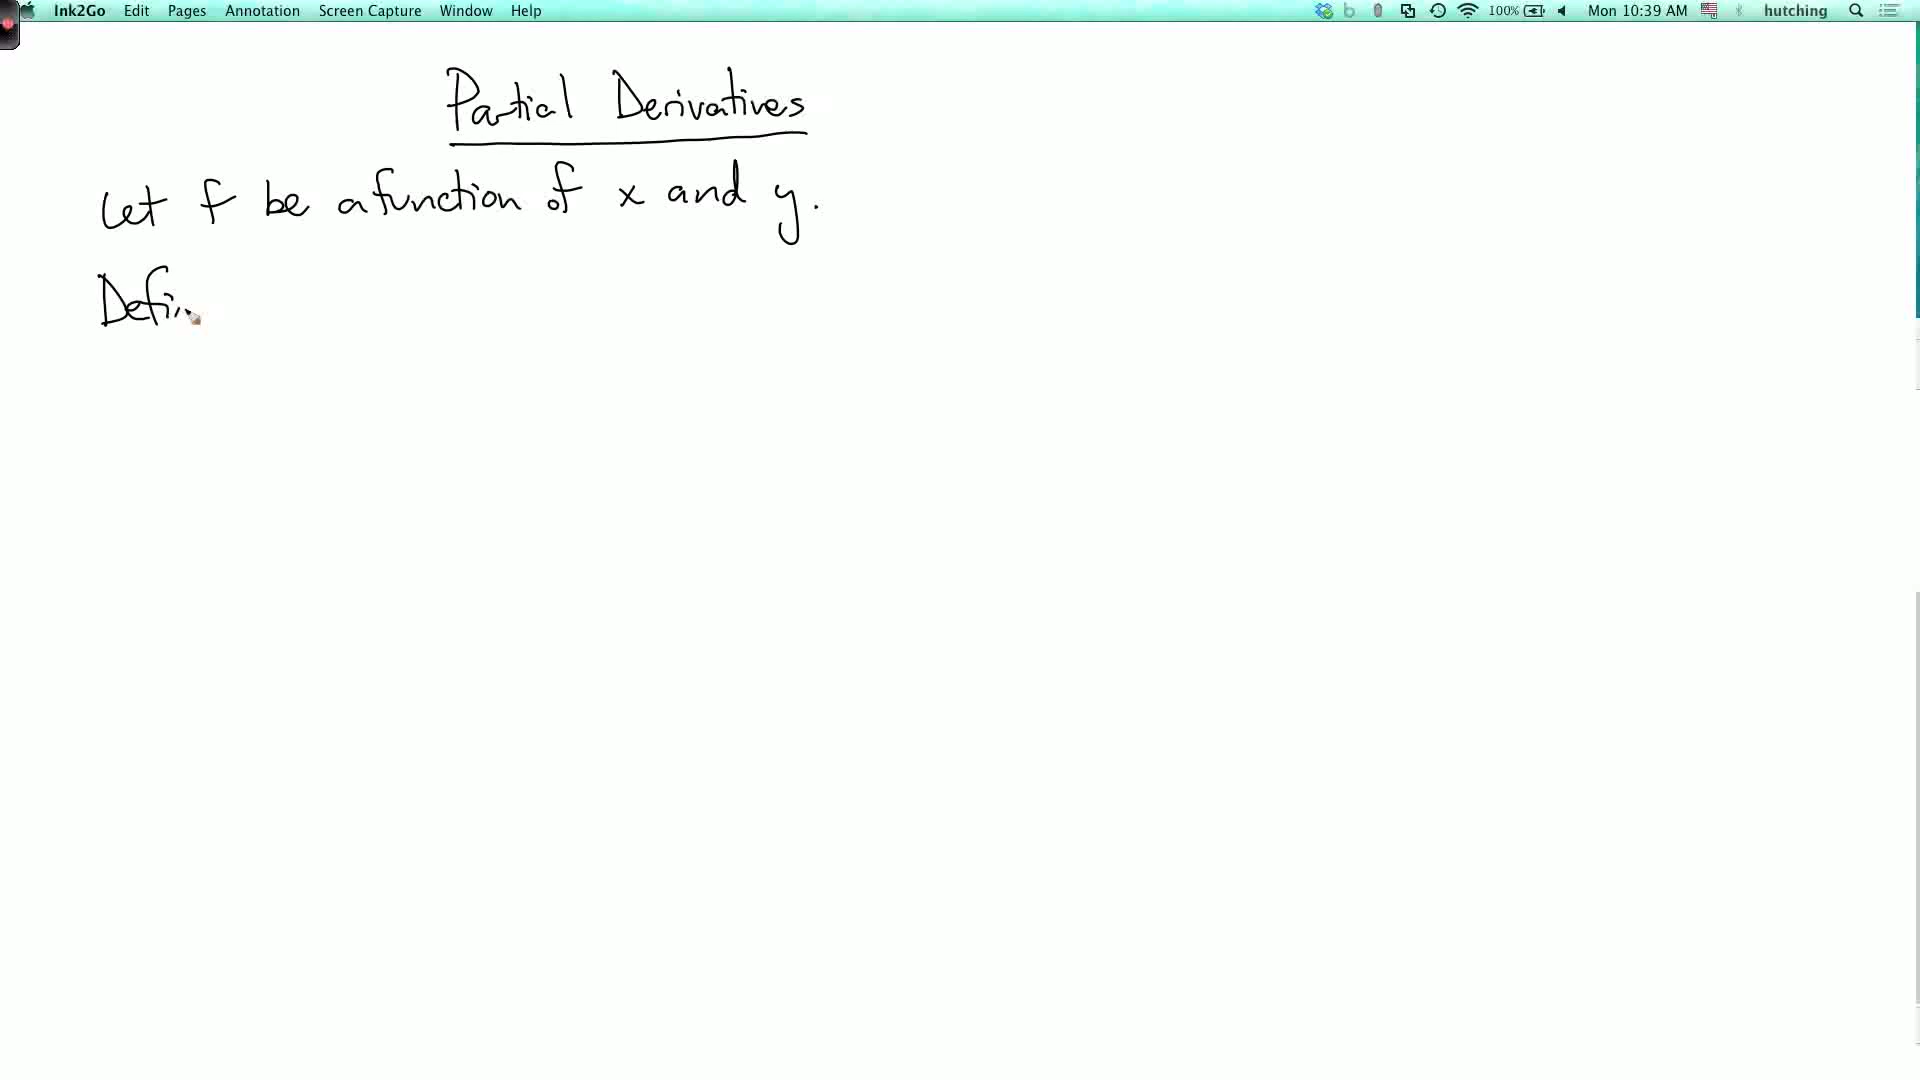 Ink2Go Edit Pages Annotation Screen Capture Window Help 100% Mon 10:39 AM hutching
Partial Derivatives
Let f be a function of x and y.
Defin